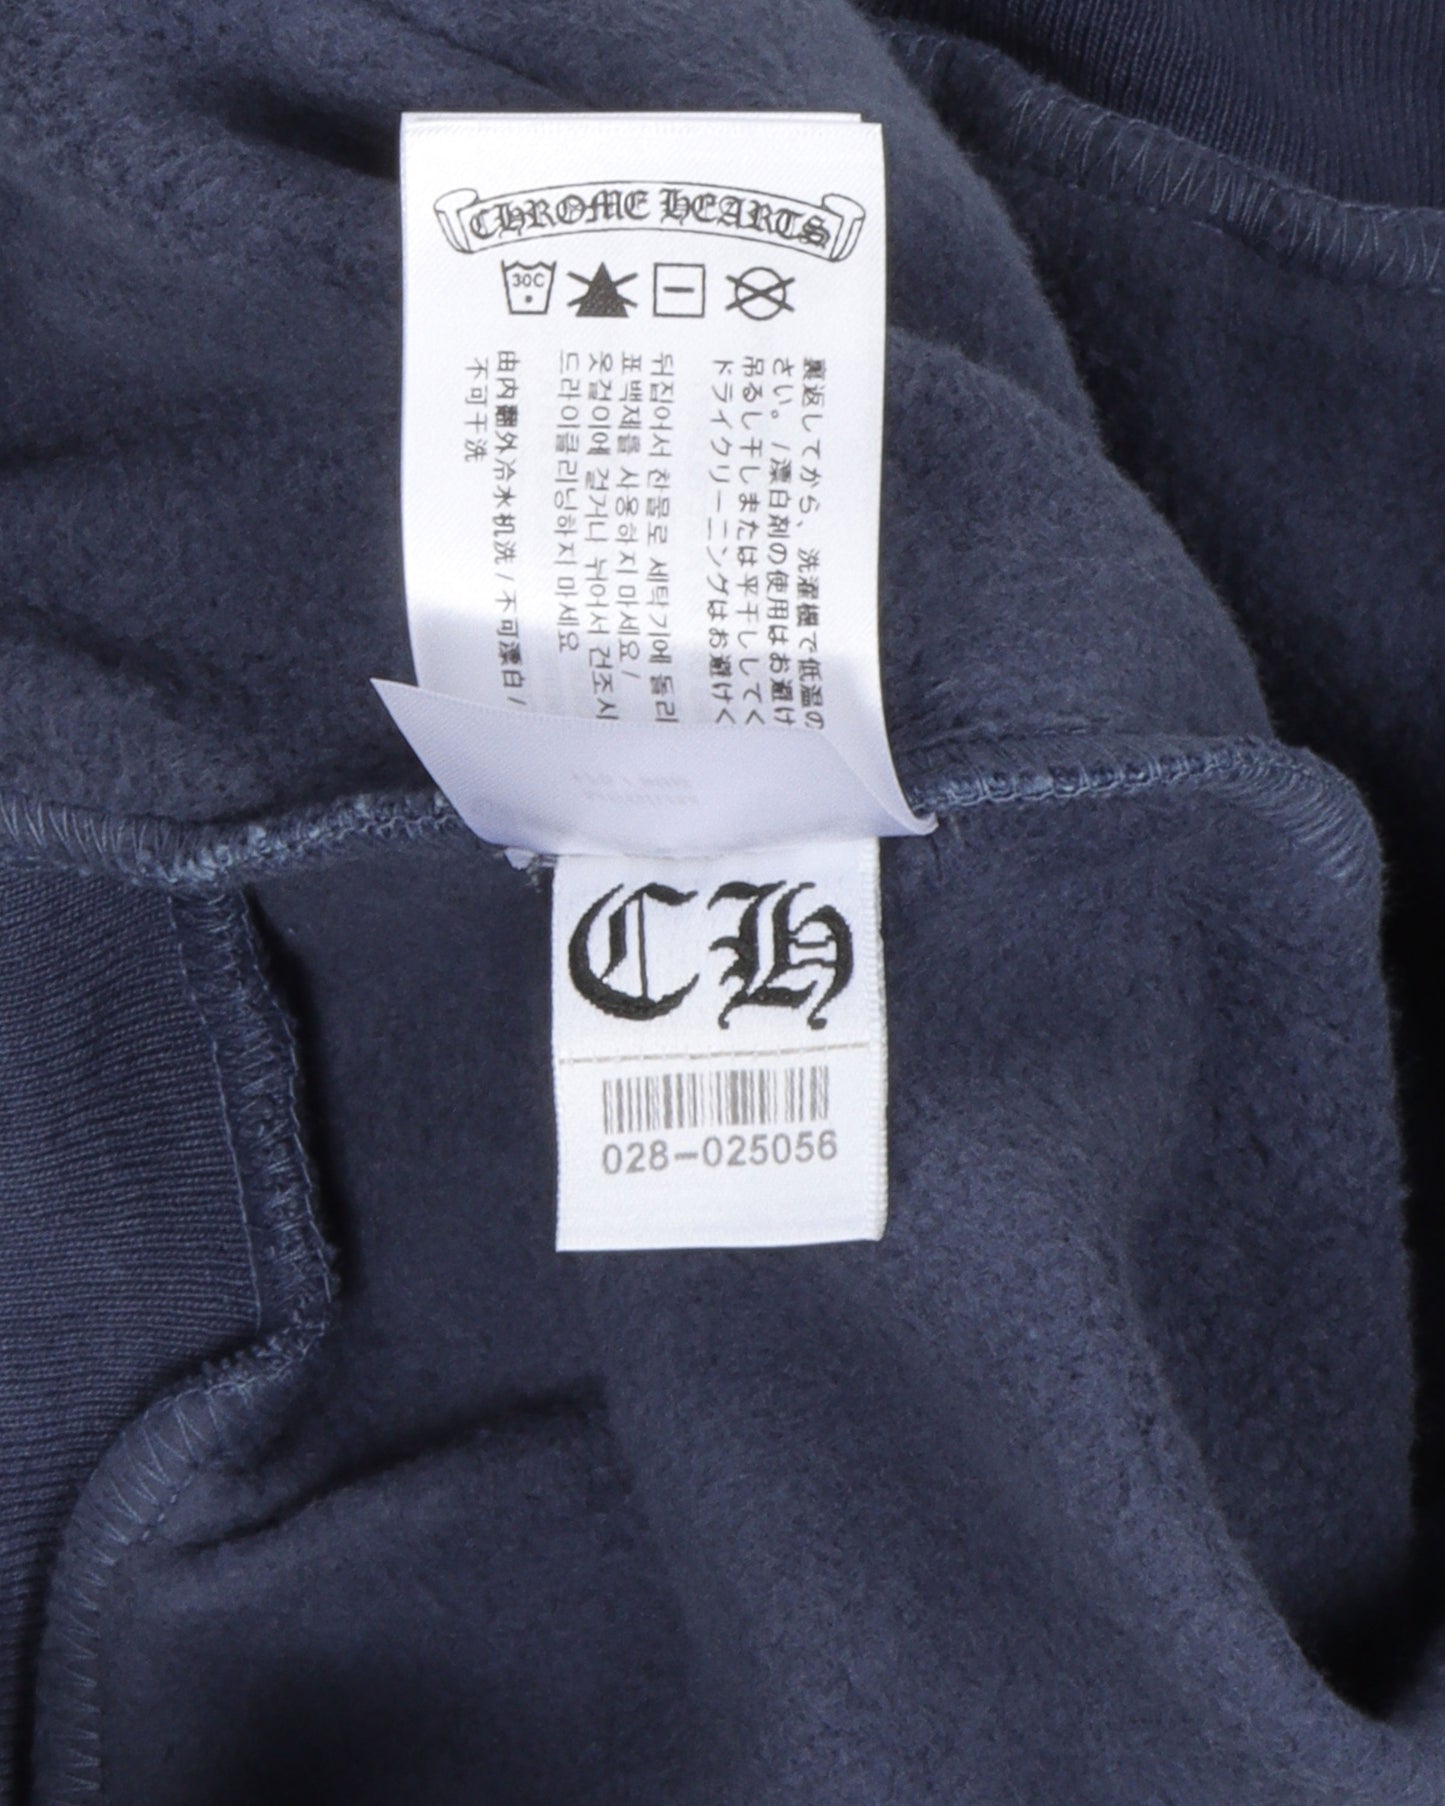 CHROME HEARTS
30C
裏返してから、洗濯機で低温の
さい。/漂白剤の使用はお避け
吊るし干しまたは平干ししてく
ドライクリーニングはお避けく
뒤집어서 찬물로 세탁기에 돌리
표백제를 사용하지 마세요 /
옷걸이에 걸거나 뉘어서 건조시
드라이클리닝하지 마세요
由内翻外冷水机洗 / 不可漂白 /
不可干洗
CH
028-025056